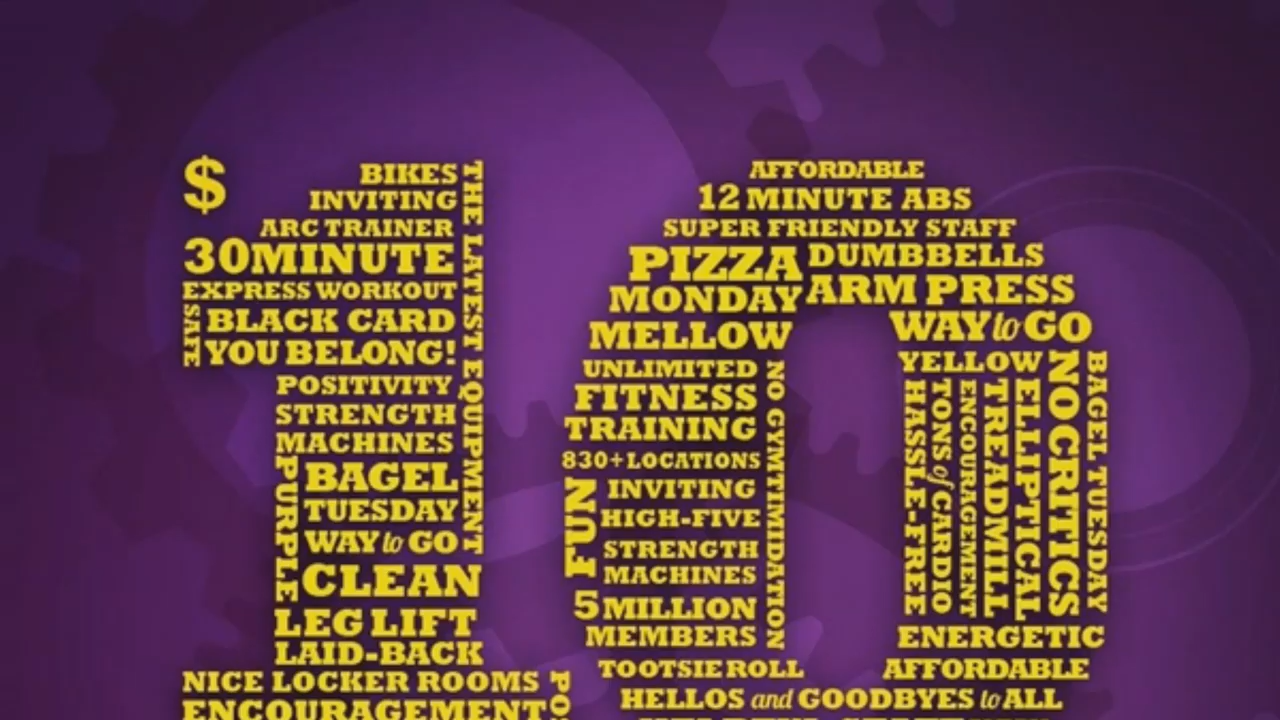 $
BIKES
INVITING
ARC TRAINER
30MINUTE
EXPRESS WORKOUT
SAFE
BLACK CARD
YOU BELONG!
THE LATEST EQUIPMENT
POSITIVITY
STRENGTH
MACHINES
PURPLE
BAGEL
TUESDAY
WAY to GO
CLEAN
LEG LIFT
LAID-BACK
NICE LOCKER ROOMS
ENCOURAGEMENT
AFFORDABLE
12 MINUTE ABS
SUPER FRIENDLY STAFF
PIZZA
MONDAY
DUMBBELLS
ARM PRESS
MELLOW
WAY to GO
UNLIMITED
FITNESS
TRAINING
830+LOCATIONS
FUN
INVITING
HIGH-FIVE
STRENGTH
MACHINES
5 MILLION
MEMBERS
NO GYMTIMIDATION
YELLOW
HASSLE-FREE
TONS of CARDIO
ENCOURAGEMENT
TREADMILL
ELLIPTICAL
NO CRITICS
BAGEL TUESDAY
ENERGETIC
TOOTSIE ROLL
AFFORDABLE
HELLOS and GOODBYES to ALL